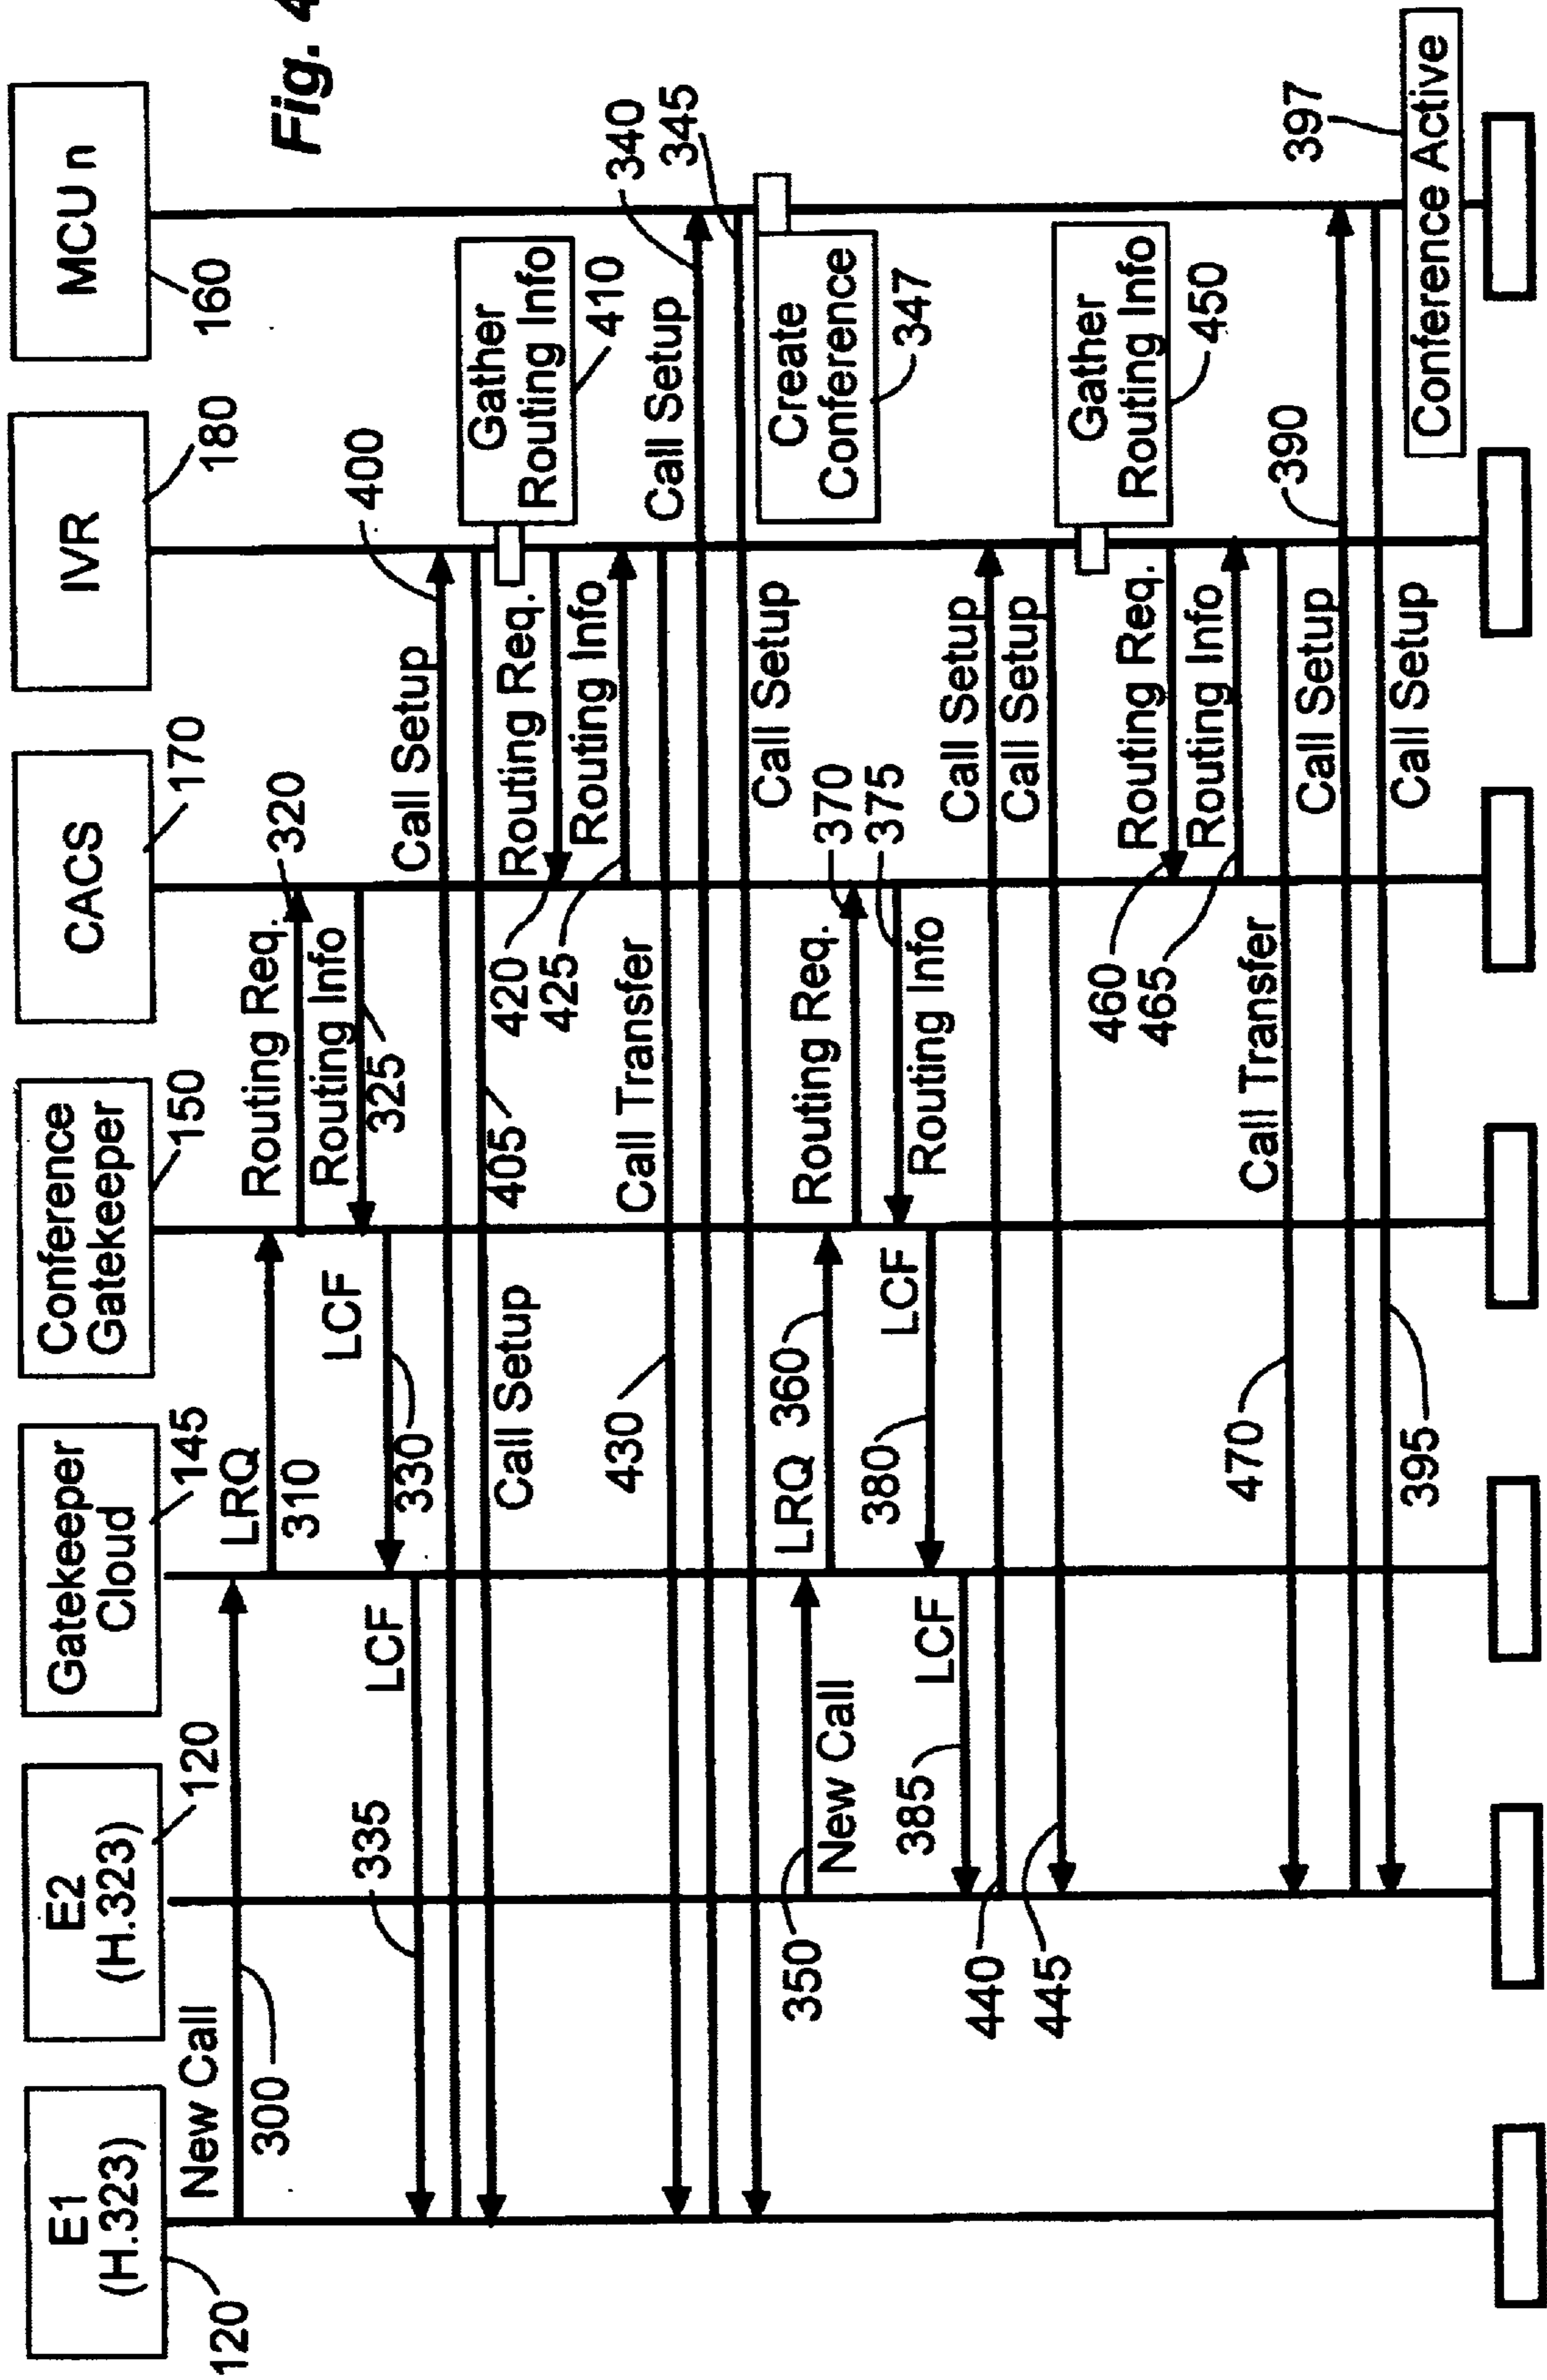 E1
(H.323)
120
E2
(H.323)
120
Gatekeeper
Cloud
145
Conference
Gatekeeper
150
CACS
170
IVR
180
MCU n
160
Fig. 4
New Call
300
LRQ
310
Routing Req.
320
Routing Info
325
LCF
330
LCF
335
Call Setup
400
405
Call Setup
Gather
Routing Info
410
Routing Req.
420
Routing Info
425
Call Transfer
430
Call Setup
340
345
Call Setup
Create
Conference
347
New Call
350
LRQ 360
Routing Req.
370
375
Routing Info
LCF
380
LCF
385
Call Setup
440
Call Setup
445
Gather
Routing Info
450
Routing Req.
460
Routing Info
465
Call Transfer
470
Call Setup
390
Call Setup
395
397
Conference Active